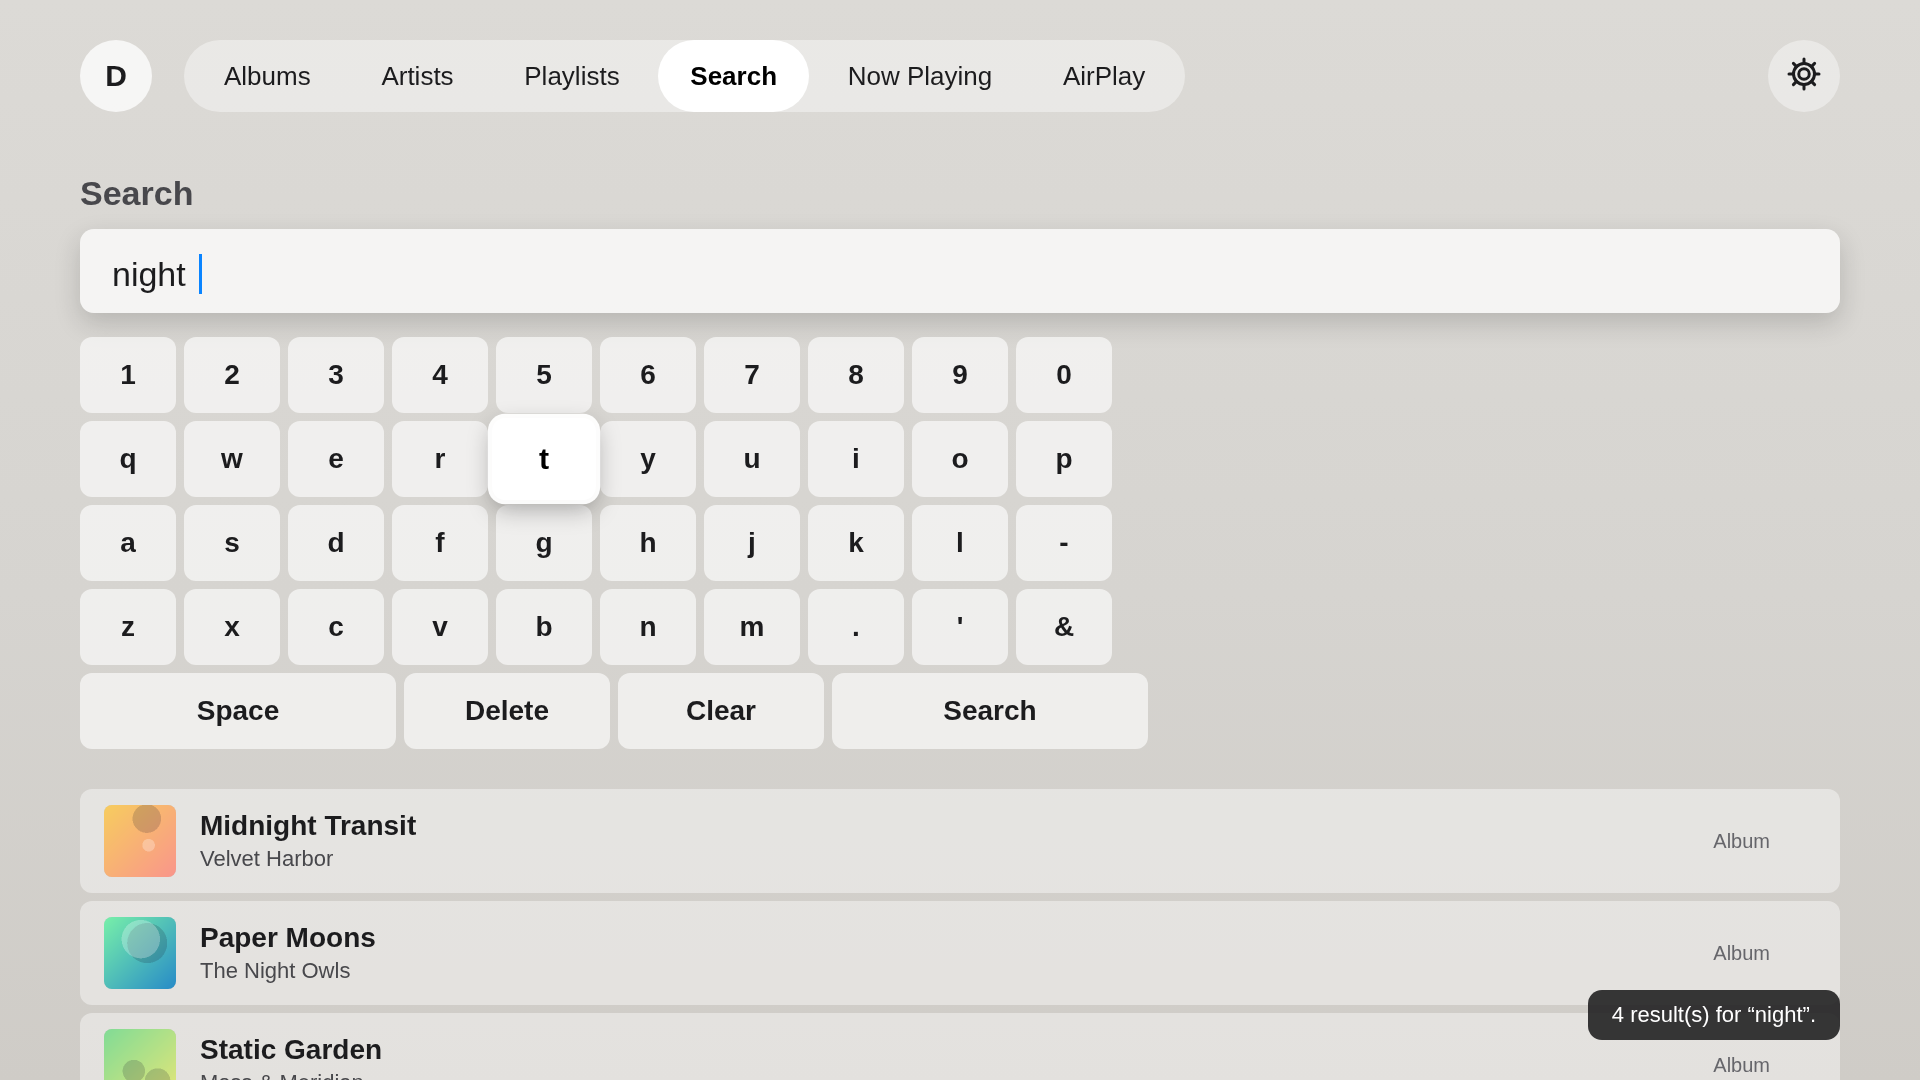 D
Albums Artists Playlists Search Now Playing AirPlay
Search
night
1 2 3 4 5 6 7 8 9 0
q w e r t y u i o p
a s d f g h j k l -
z x c v b n m . ' &
Space Delete Clear Search
Midnight Transit
Velvet Harbor
Album
Paper Moons
The Night Owls
Album
4 result(s) for “night”.
Static Garden
Moss & Meridian
Album